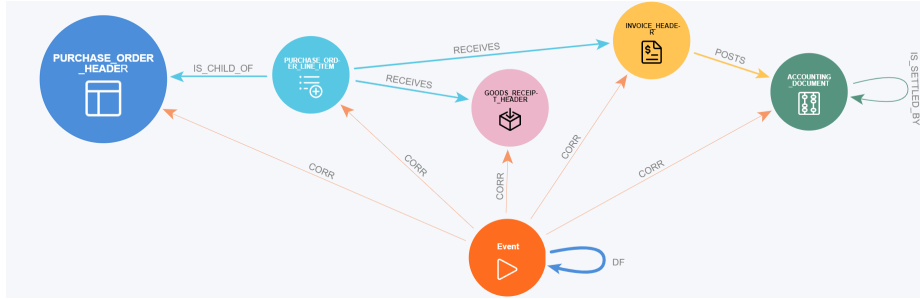 PURCHASE_ORDER
_HEADER
IS_CHILD_OF
PURCHASE_ORD-
ER_LINE_ITEM
RECEIVES
RECEIVES
GOODS_RECEIP-
T_HEADER
INVOICE_HEADE-
R
$
POSTS
ACCOUNTING
_DOCUMENT
IS_SETTLED_BY
CORR
CORR
CORR
CORR
CORR
Event
DF